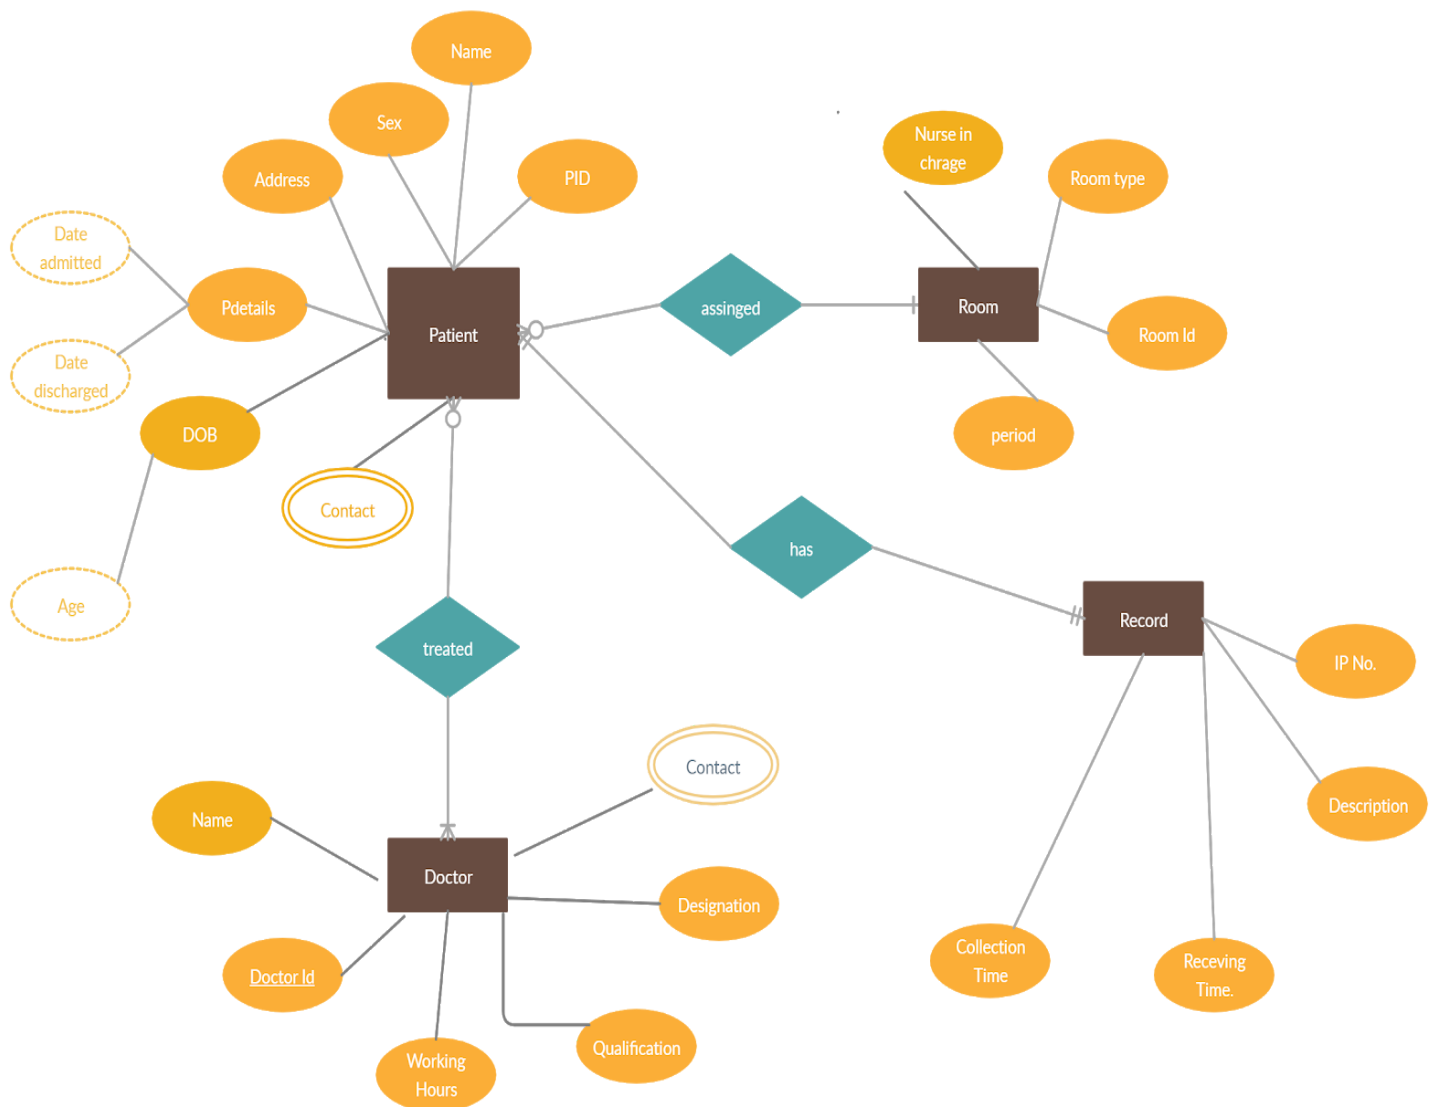 Name
Sex
Address
PID
Date
admitted
Pdetails
Date
discharged
DOB
Age
Contact
Patient
assinged
Nurse in
chrage
Room type
Room
Room Id
period
has
Record
IP No.
Description
Collection
Time
Receving
Time.
treated
Contact
Name
Doctor
Designation
Doctor Id
Working
Hours
Qualification